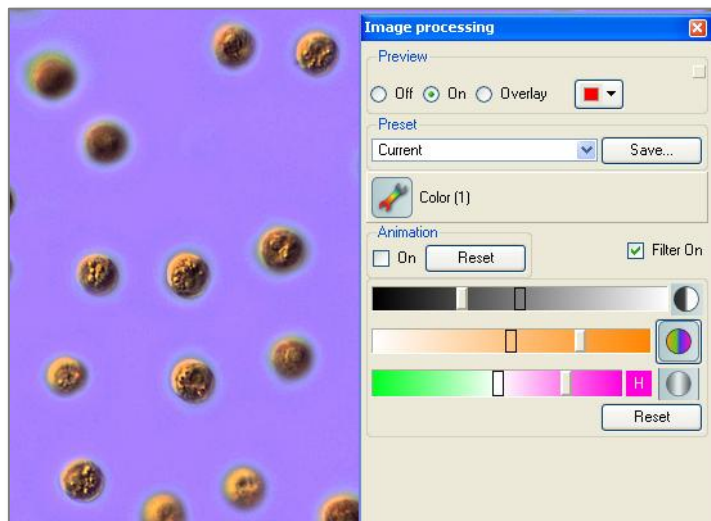 Image processing
Preview
Off On Overlay
Preset
Current Save...
Color (1)
Animation
On Reset Filter On
H
Reset